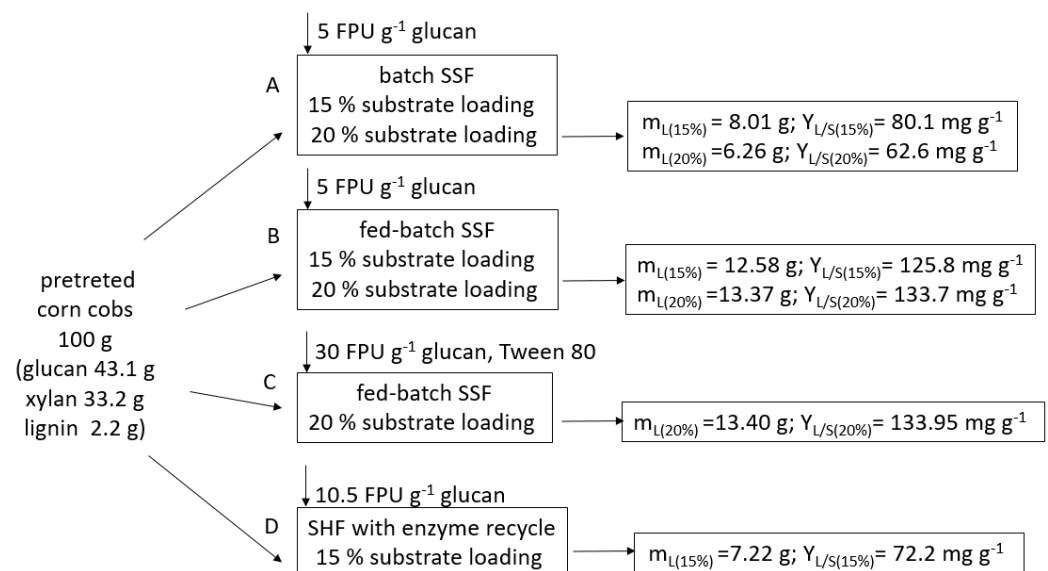 5 FPU g⁻¹ glucan
A
batch SSF
15 % substrate loading
20 % substrate loading
m_L(15%) = 8.01 g; Y_L/S(15%) = 80.1 mg g⁻¹
m_L(20%) =6.26 g; Y_L/S(20%) = 62.6 mg g⁻¹
5 FPU g⁻¹ glucan
B
fed-batch SSF
15 % substrate loading
20 % substrate loading
m_L(15%) = 12.58 g; Y_L/S(15%)= 125.8 mg g⁻¹
m_L(20%) =13.37 g; Y_L/S(20%)= 133.7 mg g⁻¹
pretreted
corn cobs
100 g
(glucan 43.1 g
xylan 33.2 g
lignin 2.2 g)
30 FPU g⁻¹ glucan, Tween 80
C
fed-batch SSF
20 % substrate loading
m_L(20%) =13.40 g; Y_L/S(20%)= 133.95 mg g⁻¹
10.5 FPU g⁻¹ glucan
D
SHF with enzyme recycle
15 % substrate loading
m_L(15%) =7.22 g; Y_L/S(15%)= 72.2 mg g⁻¹